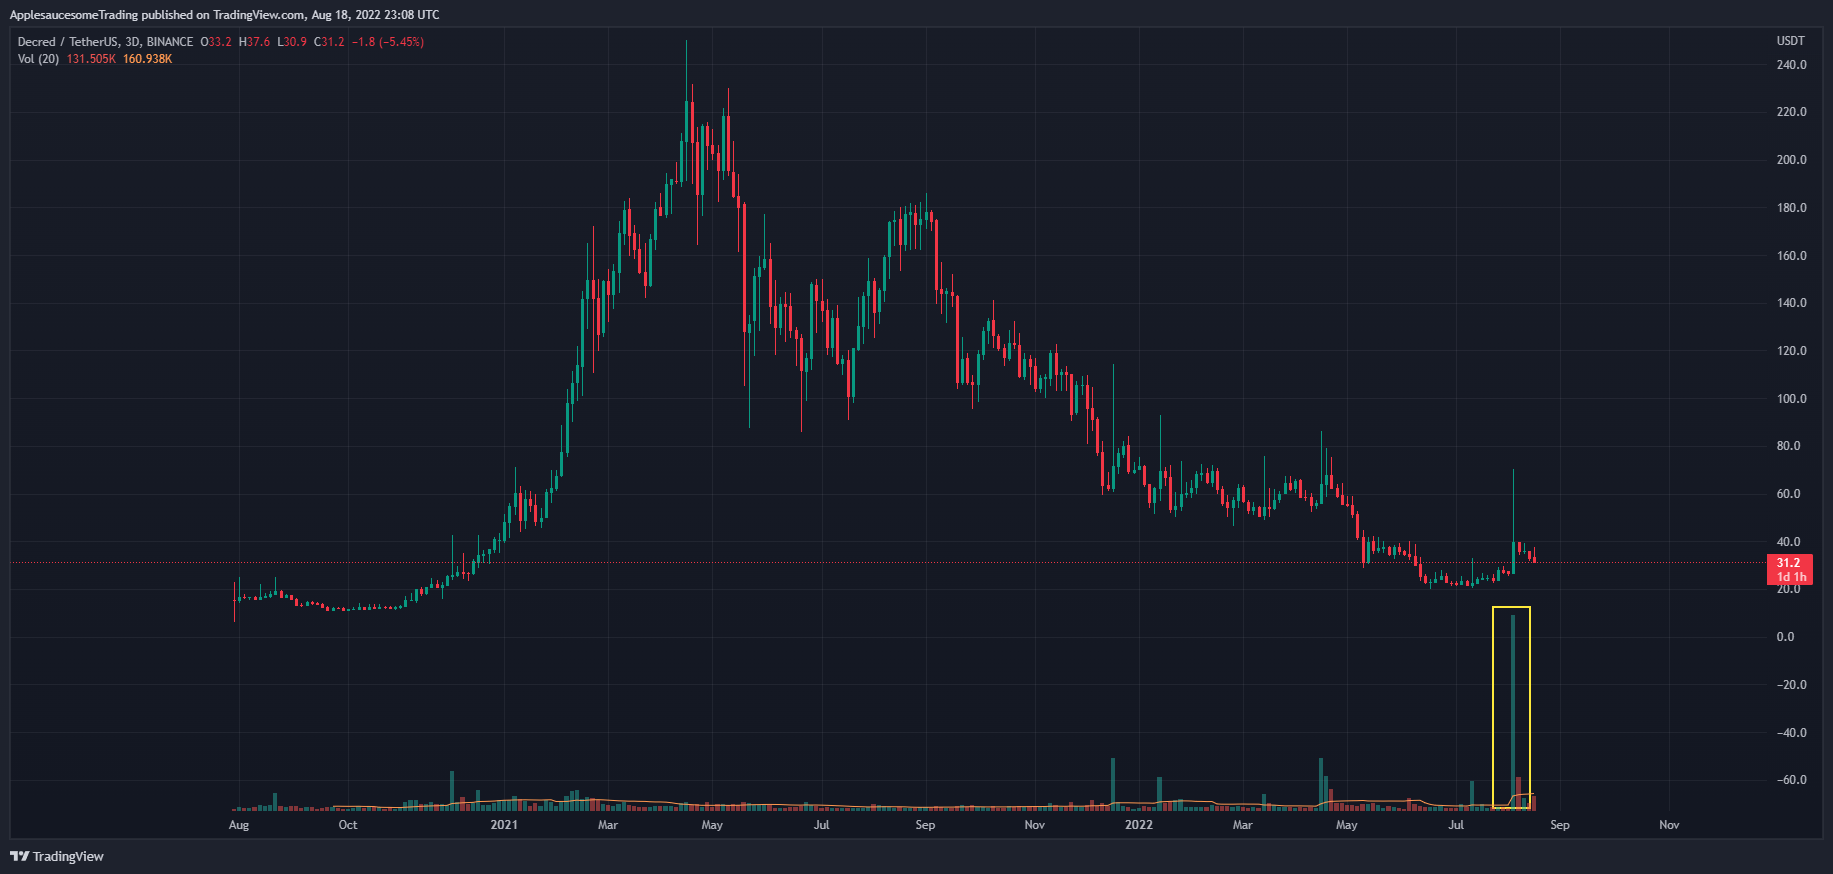 ApplesaucesomeTrading published on TradingView.com, Aug 18, 2022 23:08 UTC
Decred / TetherUS, 3D, BINANCE O33.2 H37.6 L30.9 C31.2 −1.8 (−5.45%)
Vol (20) 131.505K 160.938K
USDT
240.0
220.0
200.0
180.0
160.0
140.0
120.0
100.0
80.0
60.0
40.0
31.2
1d 1h
20.0
0.0
−20.0
−40.0
−60.0
Aug Oct 2021 Mar May Jul Sep Nov 2022 Mar May Jul Sep Nov
TradingView